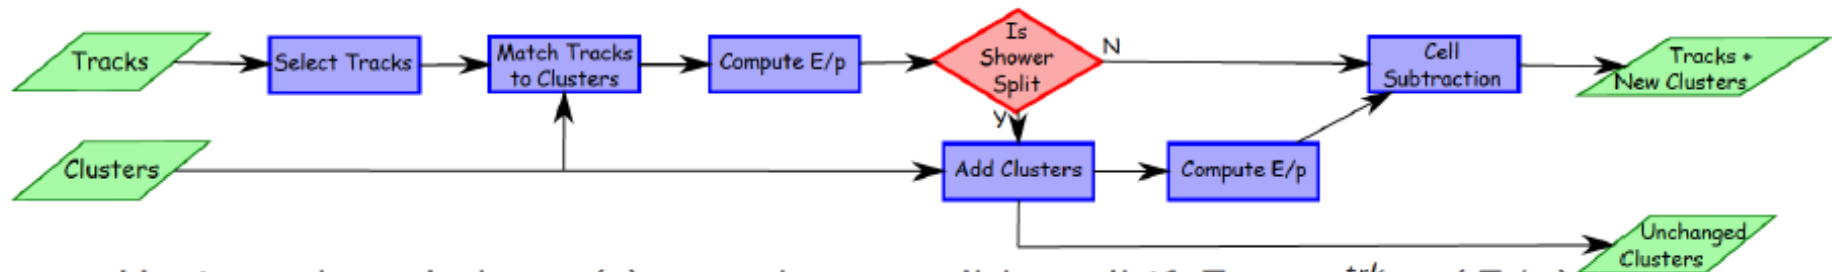 Tracks
Select Tracks
Match Tracks
to Clusters
Compute E/p
Is
Shower
Split
N
Y
Cell
Subtraction
Tracks +
New Clusters
Clusters
Add Clusters
Compute E/p
Unchanged
Clusters
trk